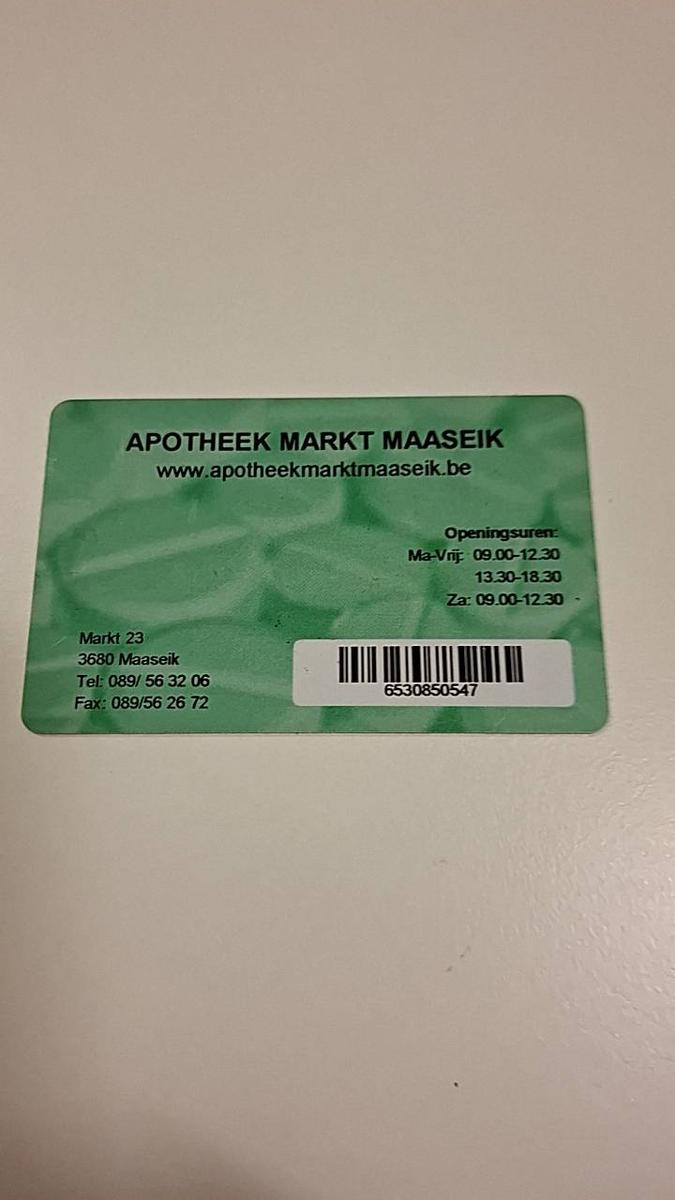 APOTHEEK MARKT MAASEIK
www.apotheekmarktmaaseik.be
Openingsuren:
Ma-Vrij: 09.00-12.30
13.30-18.30
Za: 09.00-12.30
Markt 23
3680 Maaseik
Tel: 089/ 56 32 06
Fax: 089/56 26 72
6530850547